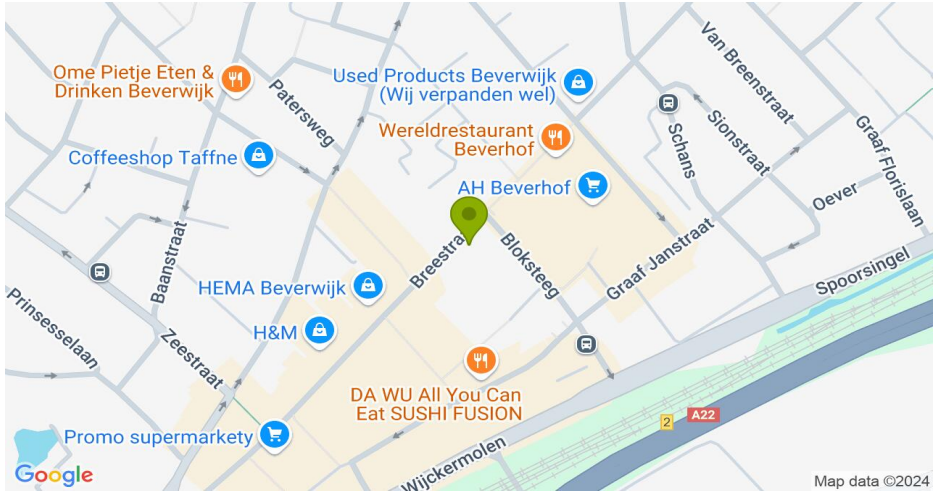 Ome Pietje Eten &
Drinken Beverwijk
Patersweg
Used Products Beverwijk
(Wij verpanden wel)
Van Breenstraat
Wereldrestaurant
Beverhof
Schans
Sionstraat
Graaf Florislaan
Coffeeshop Taffne
AH Beverhof
Oever
Baanstraat
Breestra
Bloksteeg
Graaf Janstraat
Spoorsingel
HEMA Beverwijk
Prinsesselaan
Zeestraat
H&M
DA WU All You Can
Eat SUSHI FUSION
2
A22
Promo supermarkety
Wijckermolen
Google
Map data ©2024